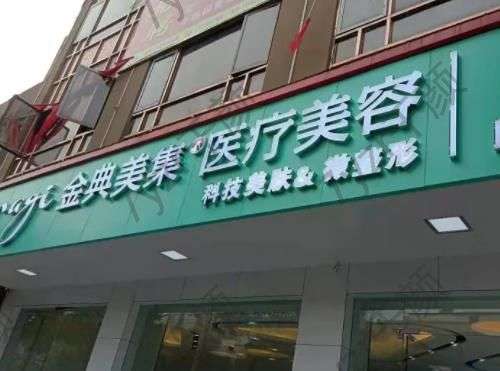 金典美集 医疗美容
科技美肤& 微整形